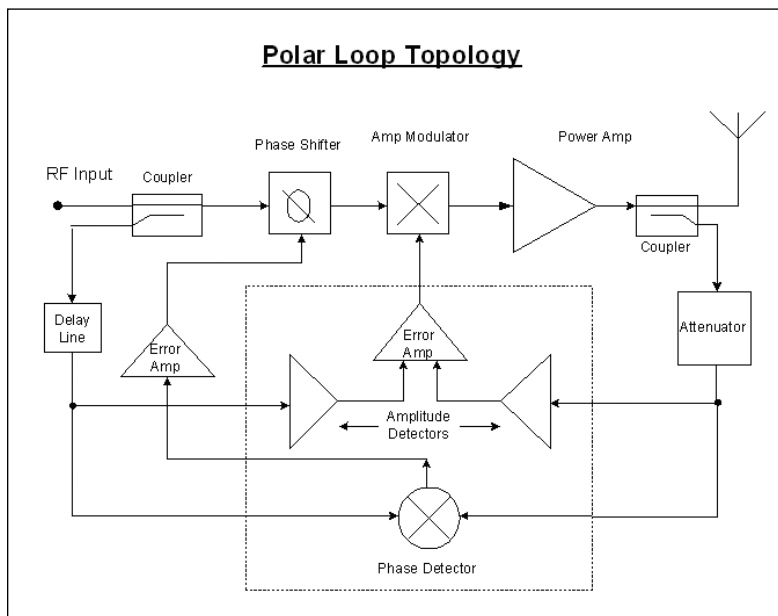 Polar Loop Topology
Phase Shifter
Amp Modulator
Power Amp
RF Input
Coupler
Coupler
Delay
Line
Error
Amp
Error
Amp
Attenuator
Amplitude
Detectors
Phase Detector